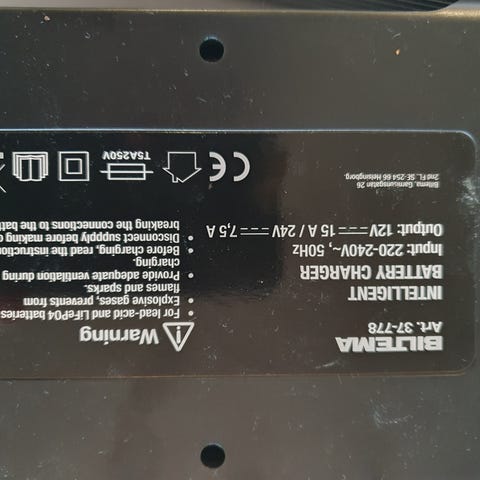 BILTEMA
Art. 37-778
INTELLIGENT
BATTERY CHARGER
Input: 220-240V~, 50Hz
Output: 12V 15 A / 24V 7,5 A
Biltema, Garnisonsgatan 26
2nd FL, SE-254 66 Helsingborg
Warning
• For lead-acid and LiFePO4 batteries
• Explosive gases, prevents from
flames and sparks.
• Provide adequate ventilation during
charging.
• Before charging, read the
• Disconnect supply before making o
breaking the connections to the
CE
T5A250V